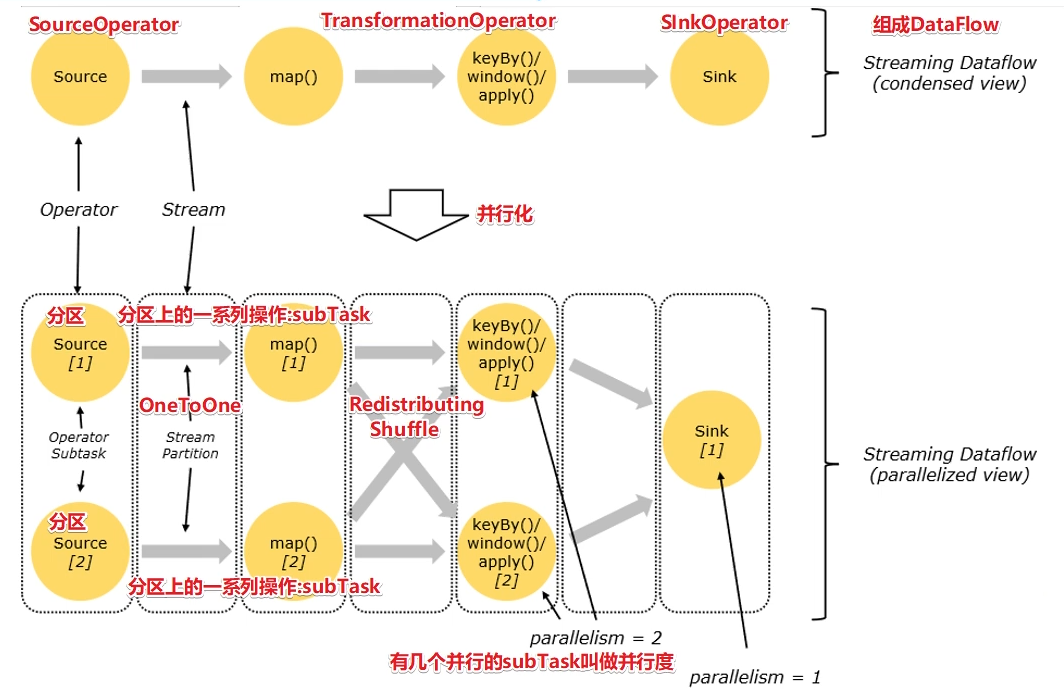 SourceOperator
TransformationOperator
SInkOperator
组成DataFlow
Source
map()
keyBy()/
window()/
apply()
Sink
Streaming Dataflow
(condensed view)
Operator
Stream
并行化
分区
分区上的一系列操作:subTask
Source
[1]
map()
[1]
keyBy()/
window()/
apply()
[1]
OneToOne
Redistributing
Shuffle
Operator
Subtask
Stream
Partition
Sink
[1]
Streaming Dataflow
(parallelized view)
分区
Source
[2]
map()
[2]
keyBy()/
window()/
apply()
[2]
分区上的一系列操作:subTask
parallelism = 2
有几个并行的subTask叫做并行度
parallelism = 1